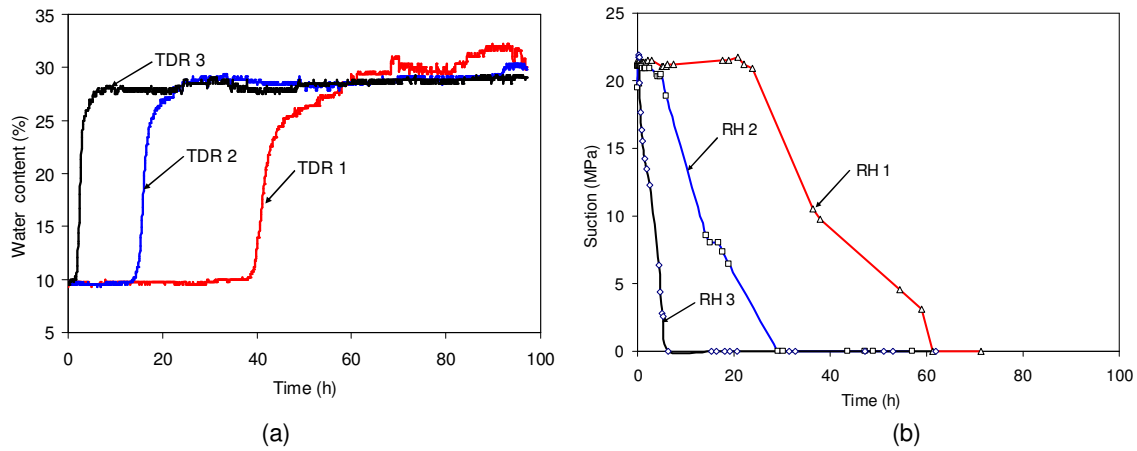 35
30
25
20
15
10
5
0 20 40 60 80 100
Water content (%)
Time (h)
TDR 3
TDR 2
TDR 1
(a)
25
20
15
10
5
0
0 20 40 60 80 100
Suction (MPa)
Time (h)
RH 2
RH 1
RH 3
(b)